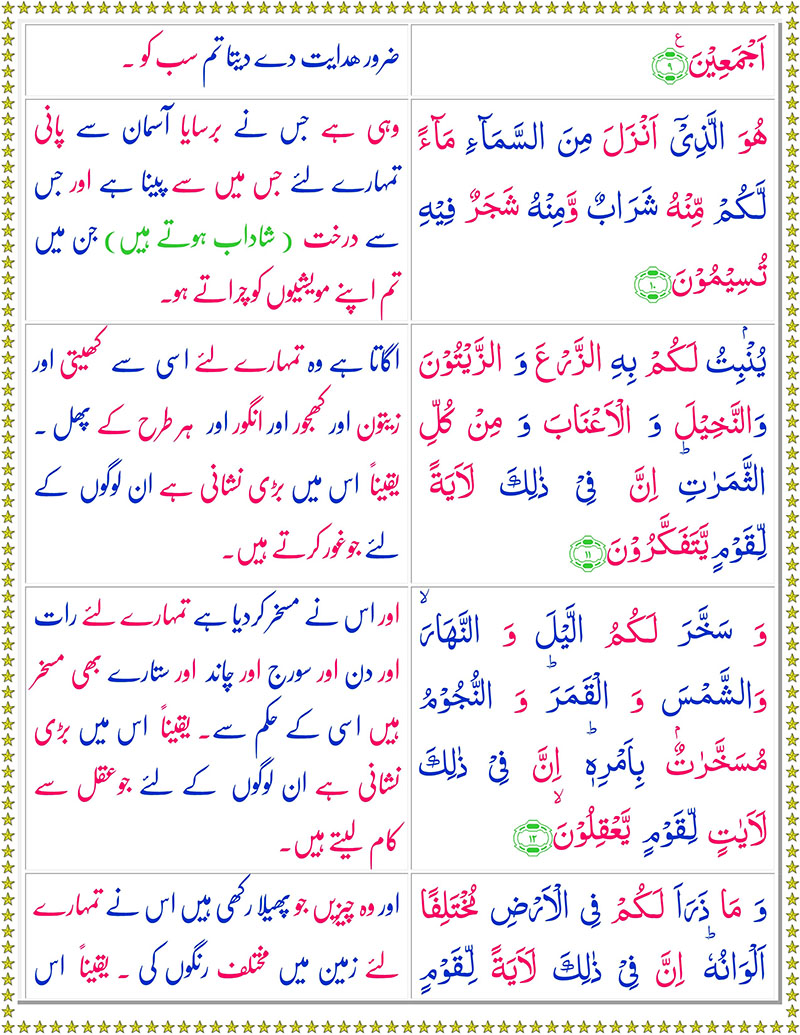 اَجْمَعِيْنَ ؏ ۹
ضرور ھدایت دے دیتا تم سب کو ۔
هُوَ الَّذِیْۤ اَنْزَلَ مِنَ السَّمَآءِ مَآءً
لَّكُمْ مِّنْهُ شَرَابٌ وَّمِنْهُ شَجَرٌ فِیْهِ
تُسِیْمُوْنَ ۱۰
وہی ہے جس نے برسایا آسمان سے پانی
تمہارے لئے جس میں سے پینا ہے اور جس
سے درخت ( شاداب ہوتے ہیں) جن میں
تم اپنے مویشیوں کو چراتے ہو۔
یُنْۢبِتُ لَكُمْ بِهِ الزَّرْعَ وَ الزَّیْتُوْنَ
وَالنَّخِیْلَ وَ الْاَعْنَابَ وَ مِنْ كُلِّ
الثَّمَرٰتِ ؕ اِنَّ فِیْ ذٰلِكَ لَاٰیَةً
لِّقَوْمٍ یَّتَفَكَّرُوْنَ ۱۱
اگاتا ہے وہ تمہارے لئے اسی سے کھیتی اور
زیتون اور کھجور اور انگور اور ہر طرح کے پھل ۔
یقیناً اس میں بڑی نشانی ہے ان لوگوں کے
لئے جو غور کرتے ہیں۔
وَ سَخَّرَ لَكُمُ الَّیْلَ وَ النَّهَارَ ۙ
وَالشَّمْسَ وَ الْقَمَرَ ؕ وَ النُّجُوْمُ
مُسَخَّرٰتٌۢ بِاَمْرِهٖ ؕ اِنَّ فِیْ ذٰلِكَ
لَاٰیٰتٍ لِّقَوْمٍ یَّعْقِلُوْنَ ۙ ۱۲
اور اس نے مسخر کردیا ہے تمہارے لئے رات
اور دن اور سورج اور چاند اور ستارے بھی مسخر
ہیں اسی کے حکم سے۔ یقیناً اس میں بڑی
نشانی ہے ان لوگوں کے لئے جو عقل سے
کام لیتے ہیں۔
وَ مَا ذَرَاَ لَكُمْ فِی الْاَرْضِ مُخْتَلِفًا
اَلْوَانُهٗ ؕ اِنَّ فِیْ ذٰلِكَ لَاٰیَةً لِّقَوْمٍ
اور وہ چیزیں جو پھیلا رکھی ہیں اس نے تمہارے
لئے زمین میں مختلف رنگوں کی ۔ یقیناً اس